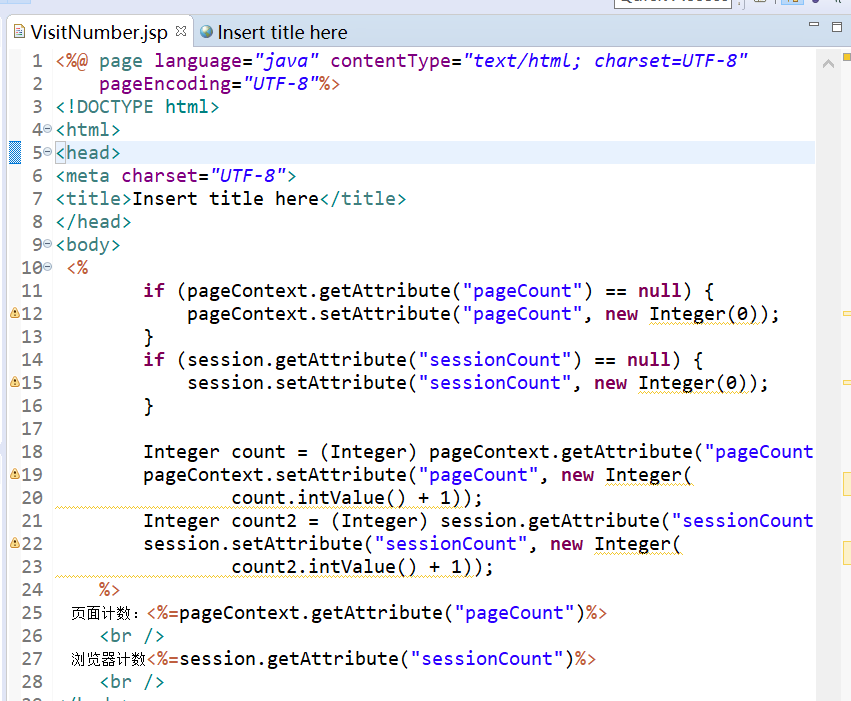 VisitNumber.jsp Insert title here
1 <%@ page language="java" contentType="text/html; charset=UTF-8"
2 pageEncoding="UTF-8"%>
3 <!DOCTYPE html>
4 <html>
5 <head>
6 <meta charset="UTF-8">
7 <title>Insert title here</title>
8 </head>
9 <body>
10 <%
11 if (pageContext.getAttribute("pageCount") == null) {
12 pageContext.setAttribute("pageCount", new Integer(0));
13 }
14 if (session.getAttribute("sessionCount") == null) {
15 session.setAttribute("sessionCount", new Integer(0));
16 }
17
18 Integer count = (Integer) pageContext.getAttribute("pageCount
19 pageContext.setAttribute("pageCount", new Integer(
20 count.intValue() + 1));
21 Integer count2 = (Integer) session.getAttribute("sessionCount
22 session.setAttribute("sessionCount", new Integer(
23 count2.intValue() + 1));
24 %>
25 页面计数：<%=pageContext.getAttribute("pageCount")%>
26 <br />
27 浏览器计数<%=session.getAttribute("sessionCount")%>
28 <br />